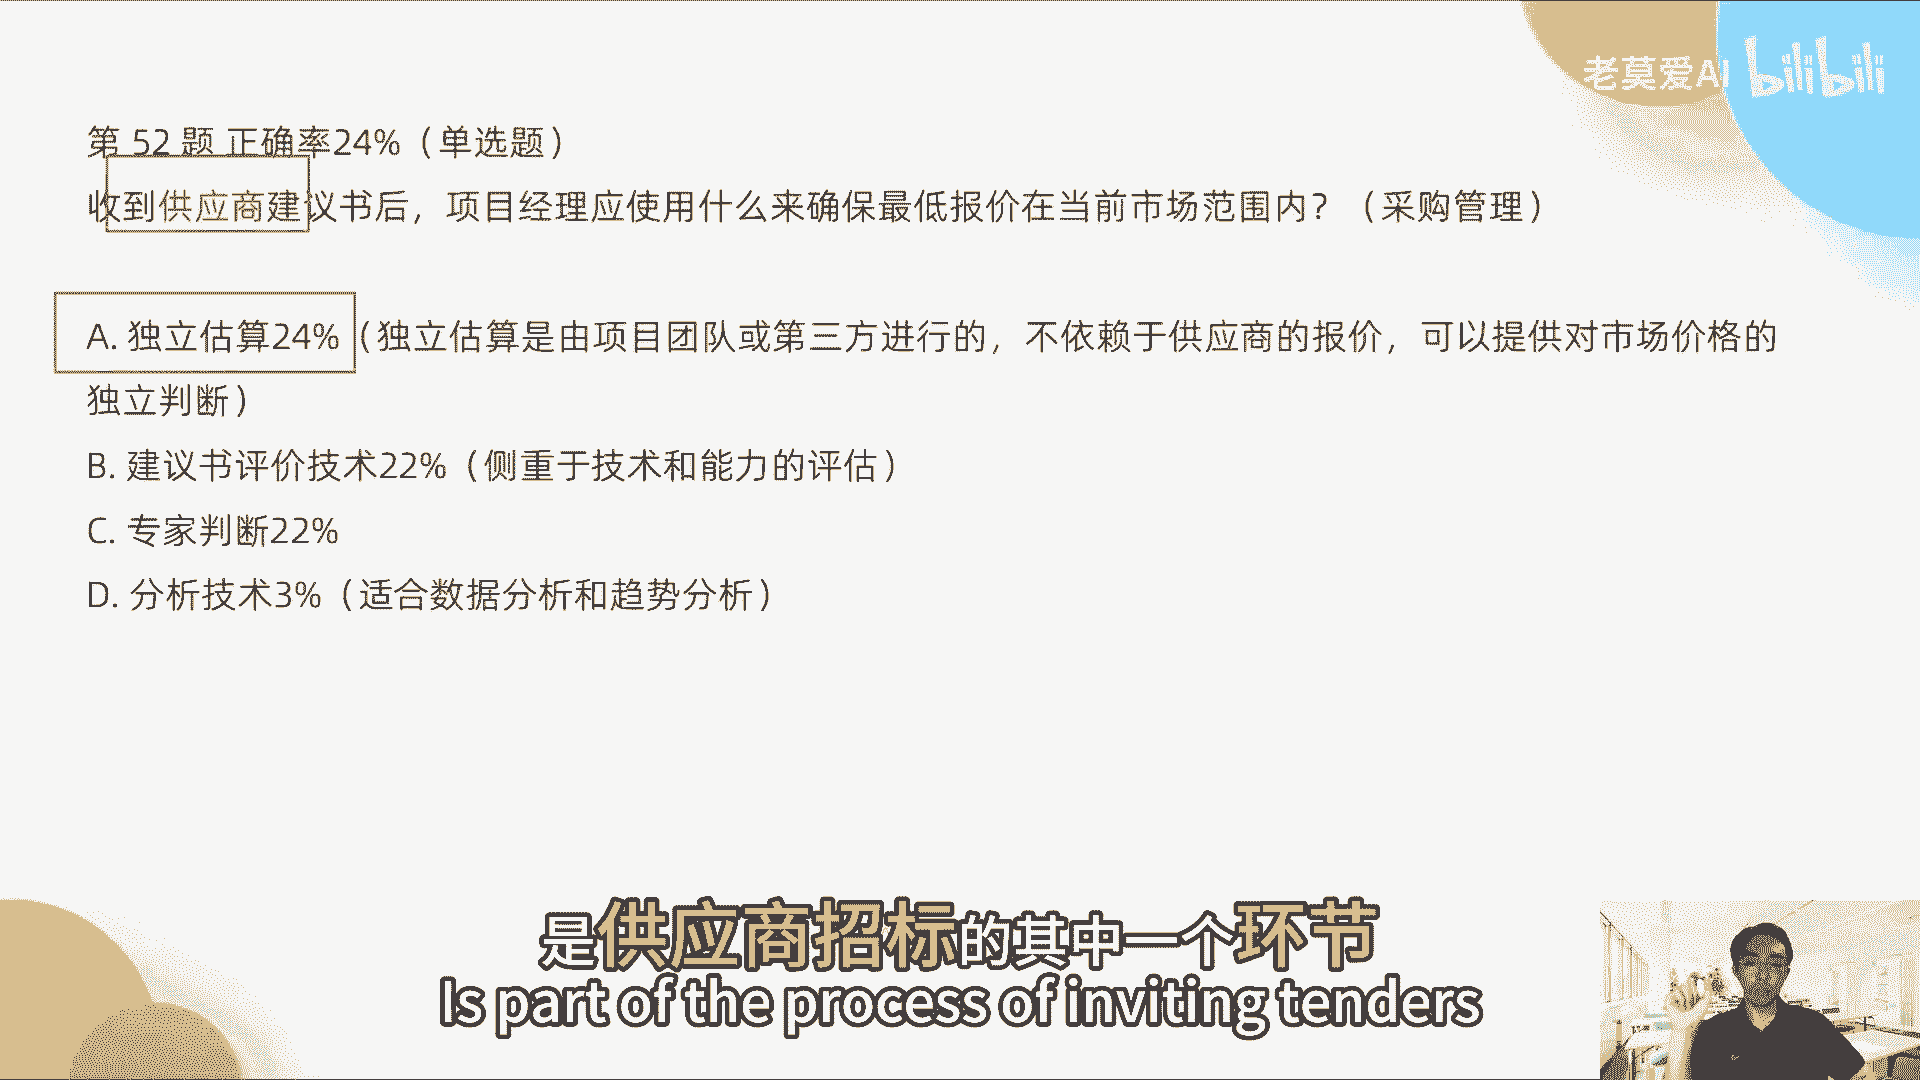 老莫爱AI bilibili
第 52 题 正确率24%（单选题）
收到供应商建议书后，项目经理应使用什么来确保最低报价在当前市场范围内？（采购管理）
A. 独立估算24%（独立估算是由项目团队或第三方进行的，不依赖于供应商的报价，可以提供对市场价格的
独立判断）
B. 建议书评价技术22%（侧重于技术和能力的评估）
C. 专家判断22%
D. 分析技术3%（适合数据分析和趋势分析）
是供应商招标的其中一个环节
Is part of the process of inviting tenders